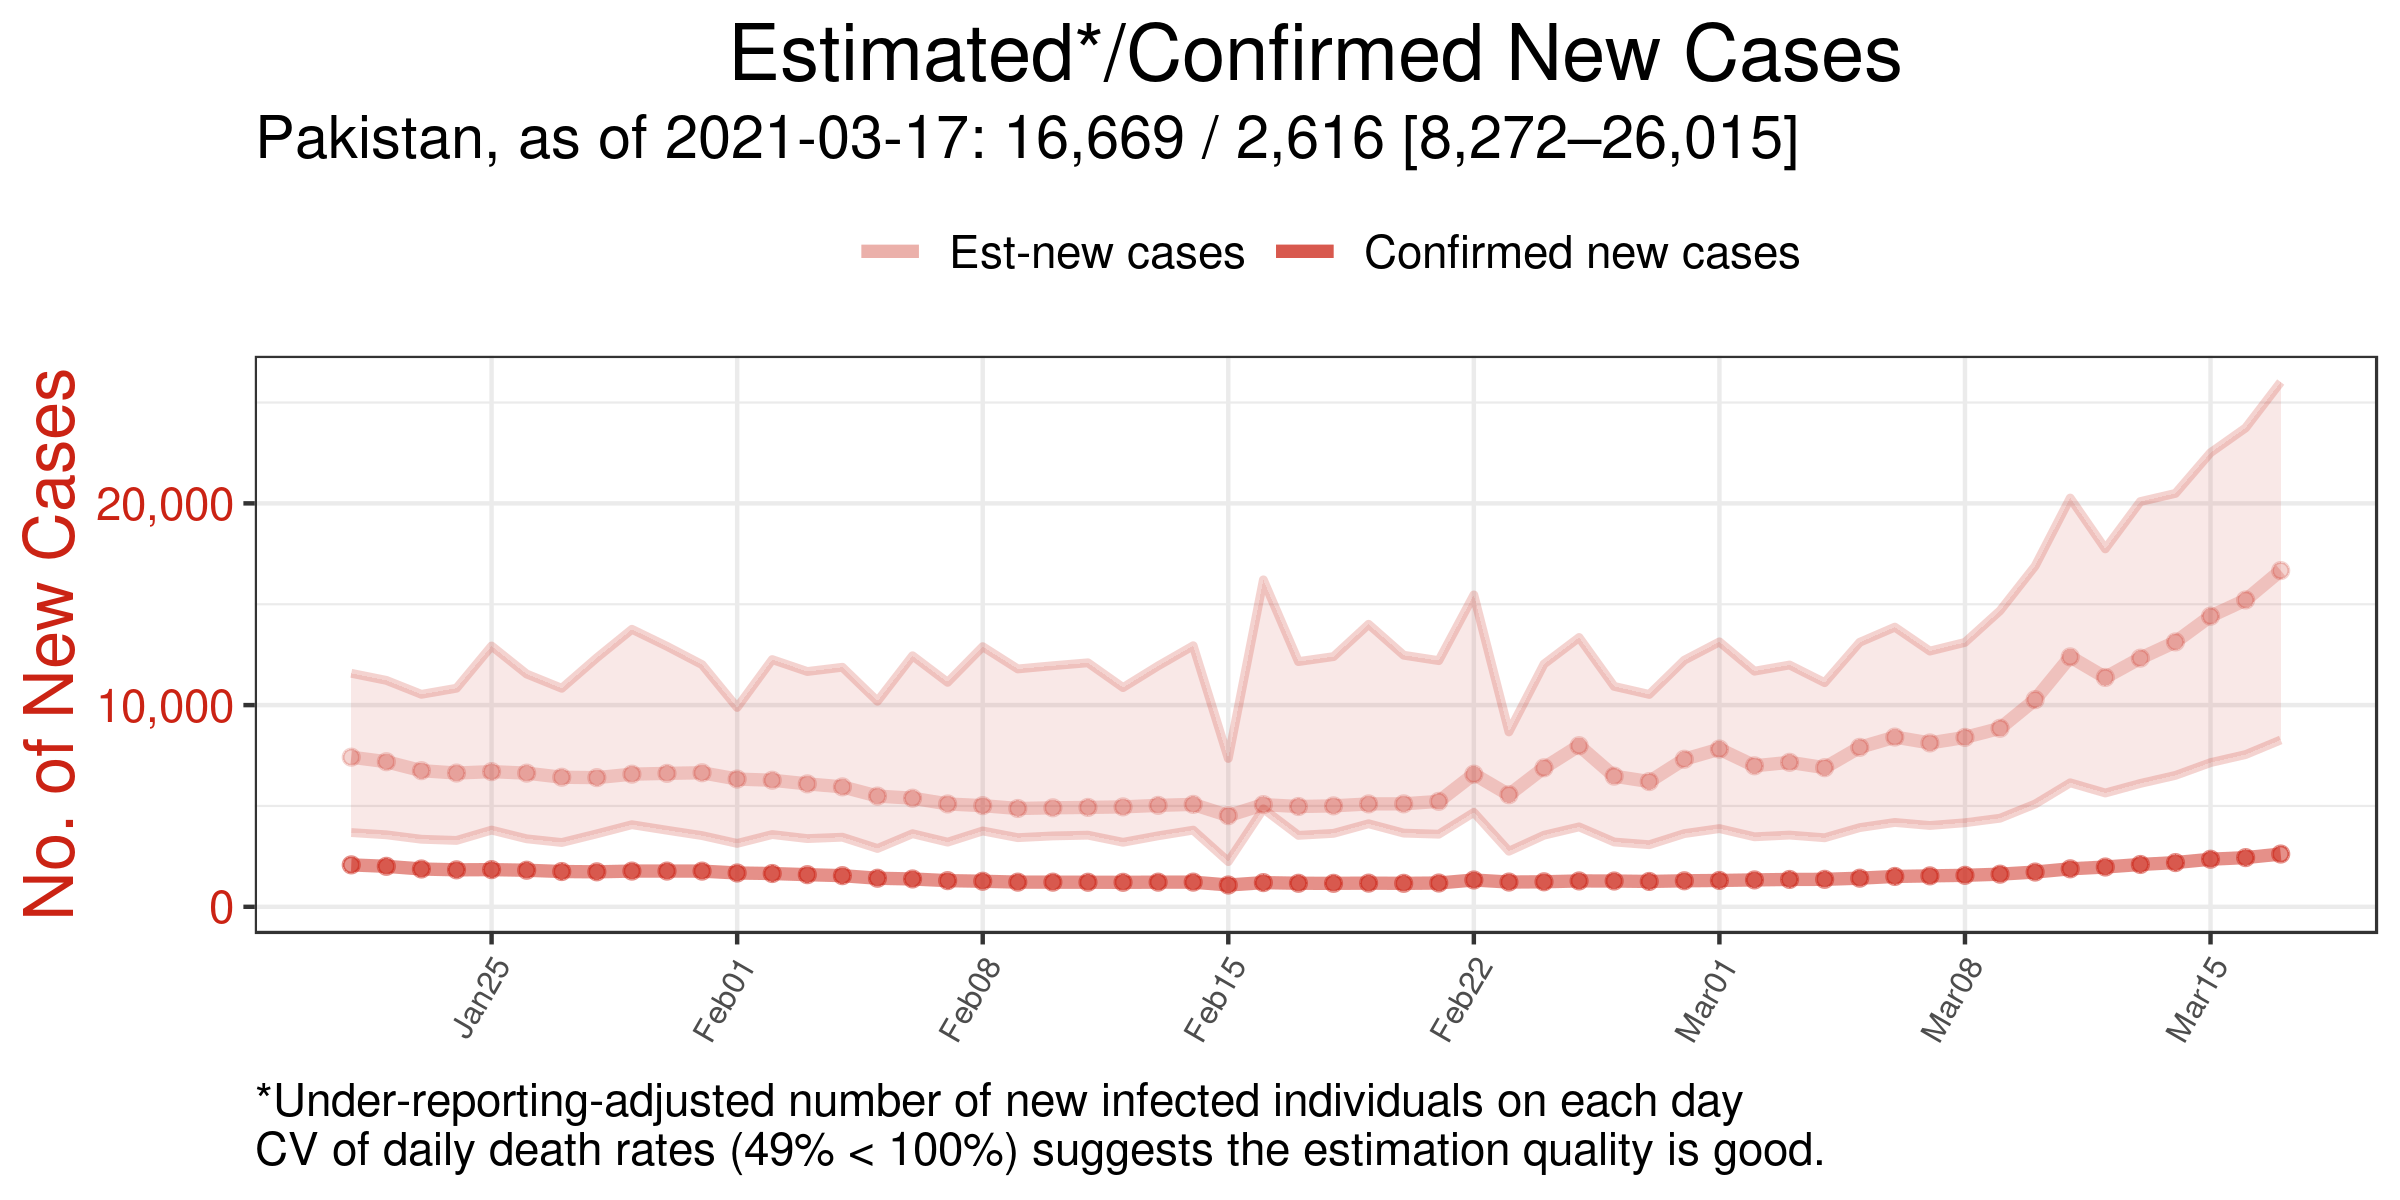 Estimated*/Confirmed New Cases
Pakistan, as of 2021-03-17: 16,669 / 2,616 [8,272–26,015]
Est-new cases Confirmed new cases
No. of New Cases
20,000
10,000
0
Jan25 Feb01 Feb08 Feb15 Feb22 Mar01 Mar08 Mar15
*Under-reporting-adjusted number of new infected individuals on each day
CV of daily death rates (49% < 100%) suggests the estimation quality is good.